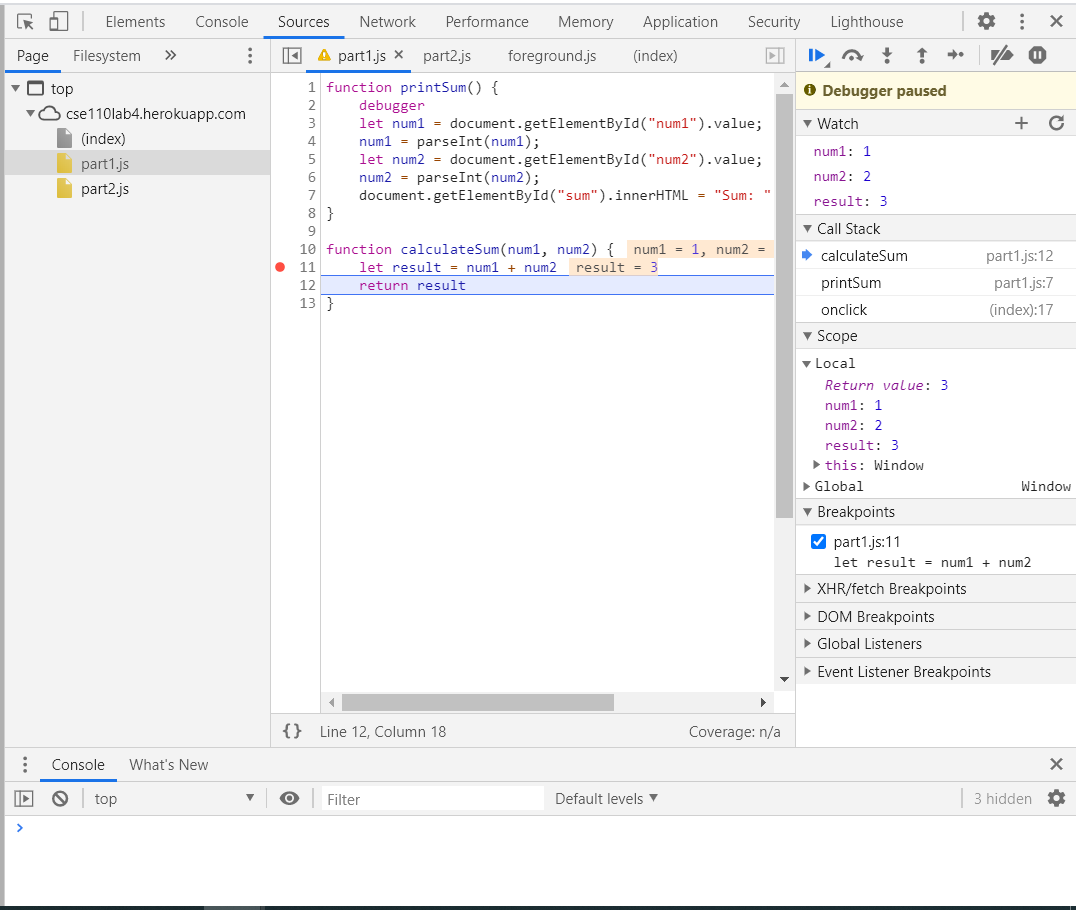 Elements Console Sources Network Performance Memory Application Security Lighthouse
Page Filesystem »
top
cse110lab4.herokuapp.com
(index)
part1.js
part2.js
part1.js × part2.js foreground.js (index)
1 function printSum() {
2 debugger
3 let num1 = document.getElementById("num1").value;
4 num1 = parseInt(num1);
5 let num2 = document.getElementById("num2").value;
6 num2 = parseInt(num2);
7 document.getElementById("sum").innerHTML = "Sum: "
8 }
9
10 function calculateSum(num1, num2) { num1 = 1, num2 =
11 let result = num1 + num2 result = 3
12 return result
13 }
{} Line 12, Column 18 Coverage: n/a
Debugger paused
Watch
num1: 1
num2: 2
result: 3
Call Stack
calculateSum part1.js:12
printSum part1.js:7
onclick (index):17
Scope
Local
Return value: 3
num1: 1
num2: 2
result: 3
this: Window
Global Window
Breakpoints
part1.js:11
let result = num1 + num2
XHR/fetch Breakpoints
DOM Breakpoints
Global Listeners
Event Listener Breakpoints
Console What's New
top Filter Default levels 3 hidden
>